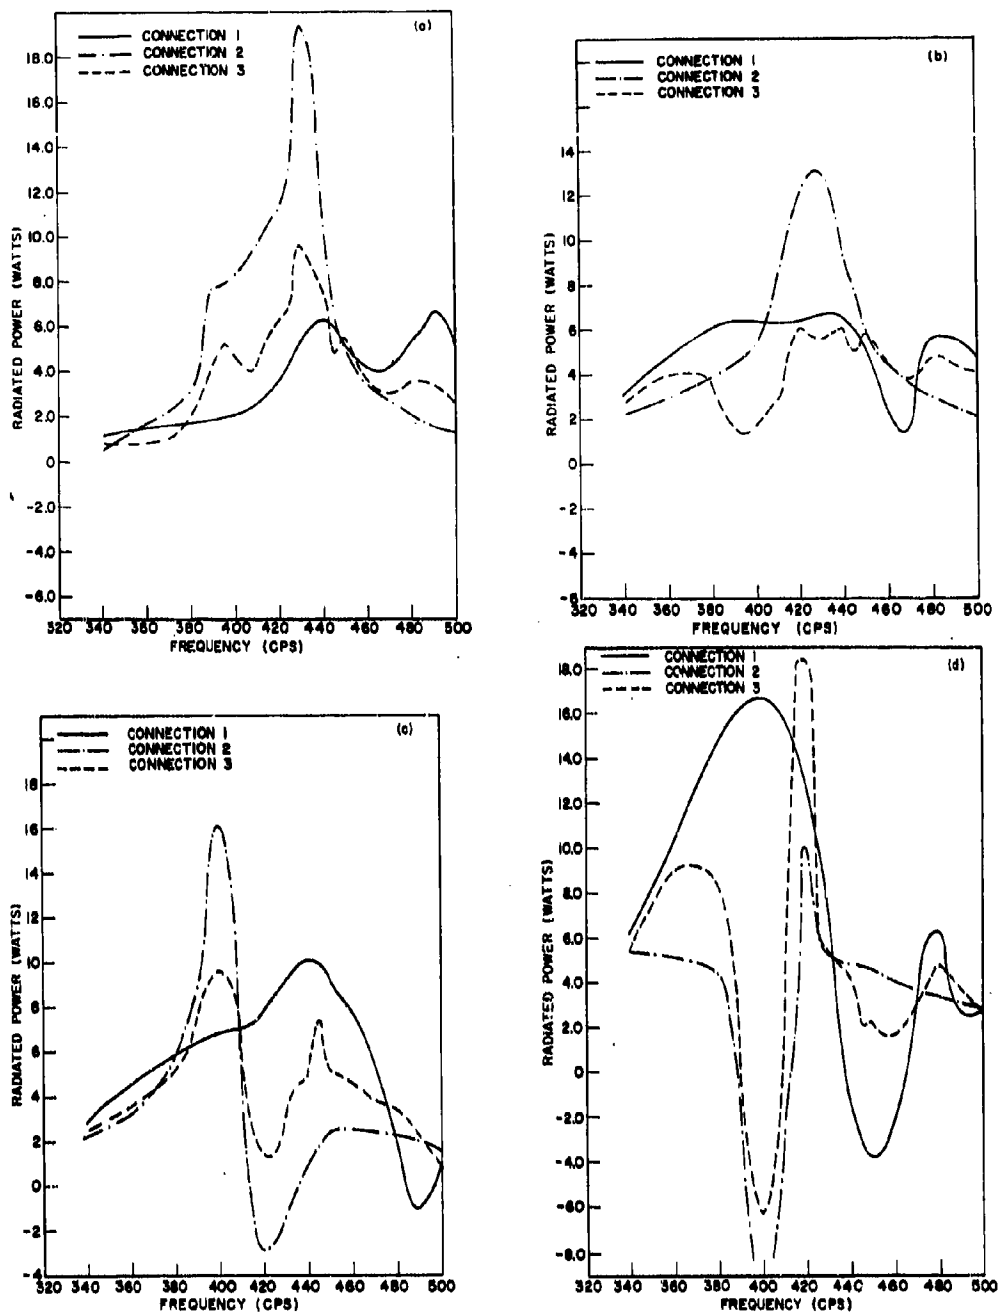 (a)
CONNECTION 1
CONNECTION 2
CONNECTION 3
18.0
16.0
14.0
12.0
10.0
8.0
6.0
4.0
2.0
0
-2.0
-4.0
-6.0
RADIATED POWER (WATTS)
320 340 360 380 400 420 440 460 480 500
FREQUENCY (CPS)
(b)
CONNECTION 1
CONNECTION 2
CONNECTION 3
14
12
10
8
6
4
2
0
-2
-4
-6
RADIATED POWER (WATTS)
320 340 360 380 400 420 440 460 480 500
FREQUENCY (CPS)
(c)
CONNECTION 1
CONNECTION 2
CONNECTION 3
18
16
14
12
10
8
6
4
2
0
-2
-4
RADIATED POWER (WATTS)
320 340 360 380 400 420 440 460 480 500
FREQUENCY (CPS)
(d)
CONNECTION 1
CONNECTION 2
CONNECTION 3
18.0
16.0
14.0
12.0
10.0
8.0
6.0
4.0
2.0
0
-2.0
-4.0
-6.0
-8.0
RADIATED POWER (WATTS)
320 340 360 380 400 420 440 460 480 500
FREQUENCY (CPS)